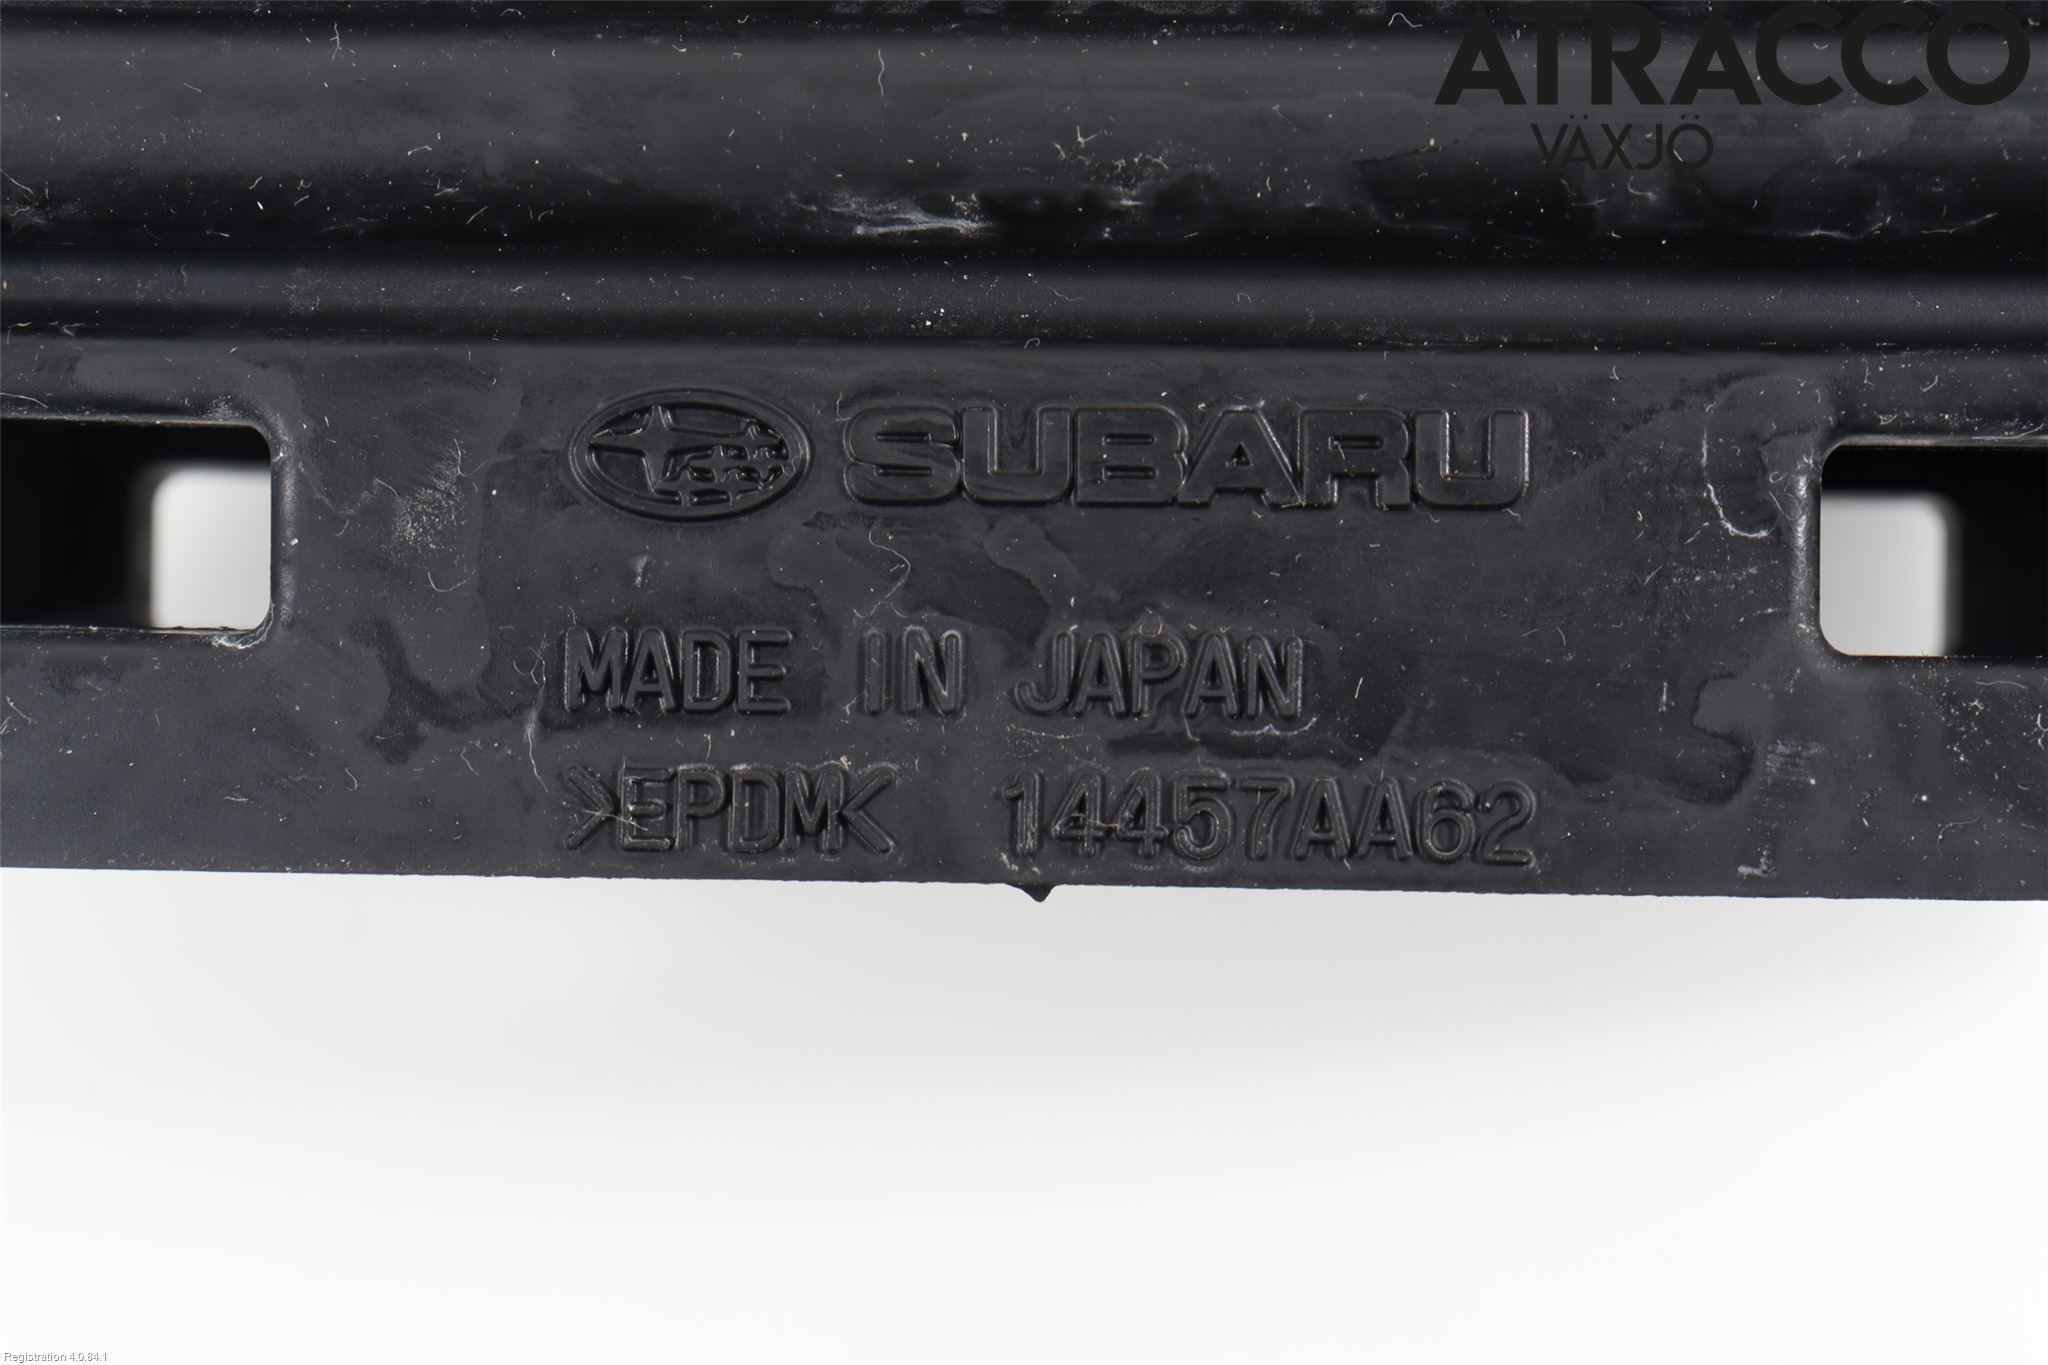 ATRACCO
VÄXJÖ
SUBARU
MADE IN JAPAN
>EPDM< 14457AA62
Registration 4.0.84.1